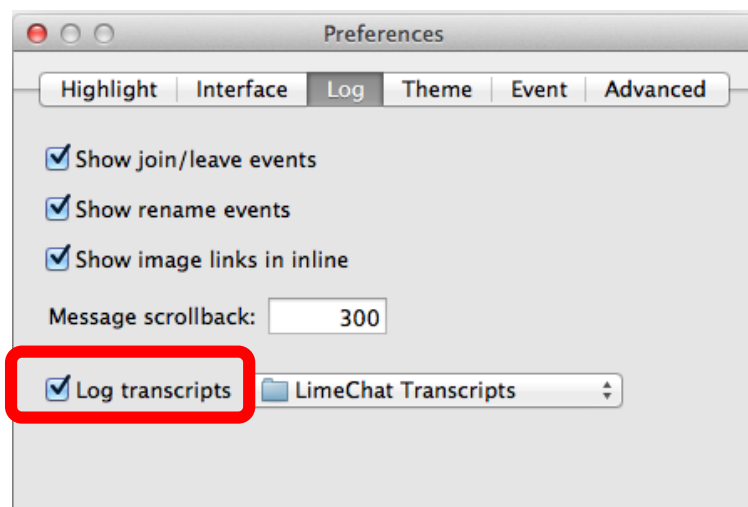 Preferences
Highlight Interface Log Theme Event Advanced
Show join/leave events
Show rename events
Show image links in inline
Message scrollback: 300
Log transcripts LimeChat Transcripts